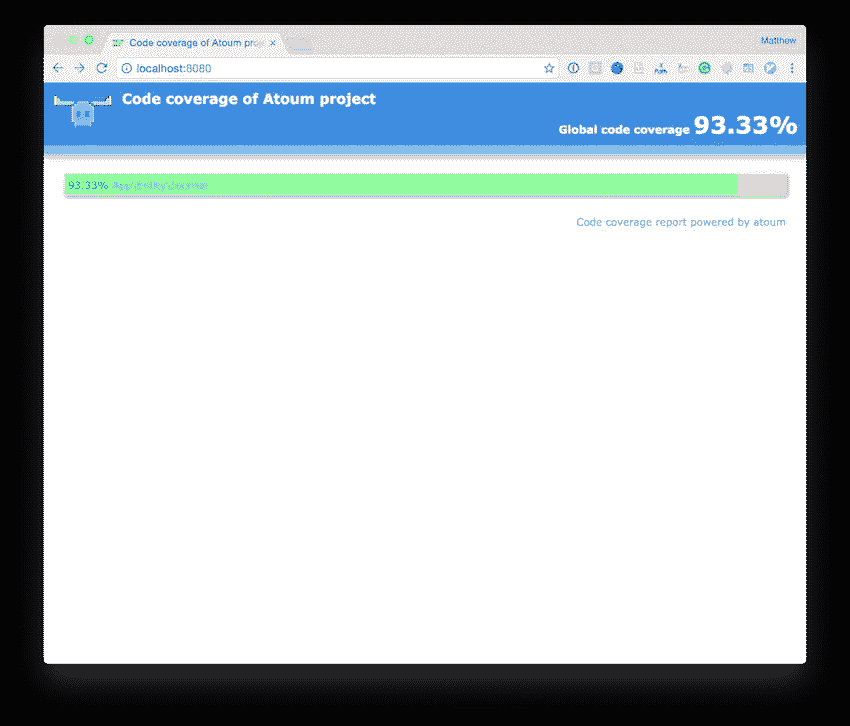 Code coverage of Atoum proj
Matthew
localhost:8080
Code coverage of Atoum project
Global code coverage 93.33%
93.33%
Code coverage report powered by atoum